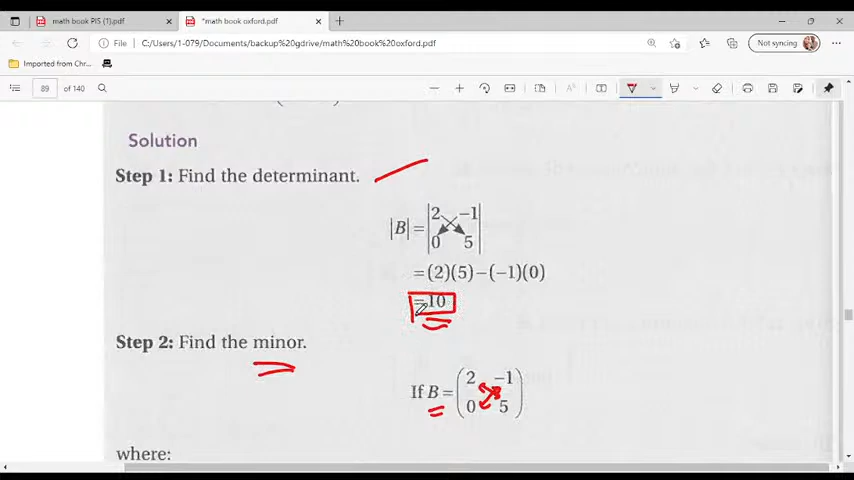 math book PIS (1).pdf
*math book oxford.pdf
File
C:/Users/1-079/Documents/backup%20gdrive/math%20book%20oxford.pdf
Not syncing
Imported from Chr...
89 of 140
Solution
Step 1: Find the determinant.
|B| = |2 -1|
|0 5|
= (2)(5) − (−1)(0)
= 10
Step 2: Find the minor.
If B = (2 -1)
(0 5)
where: